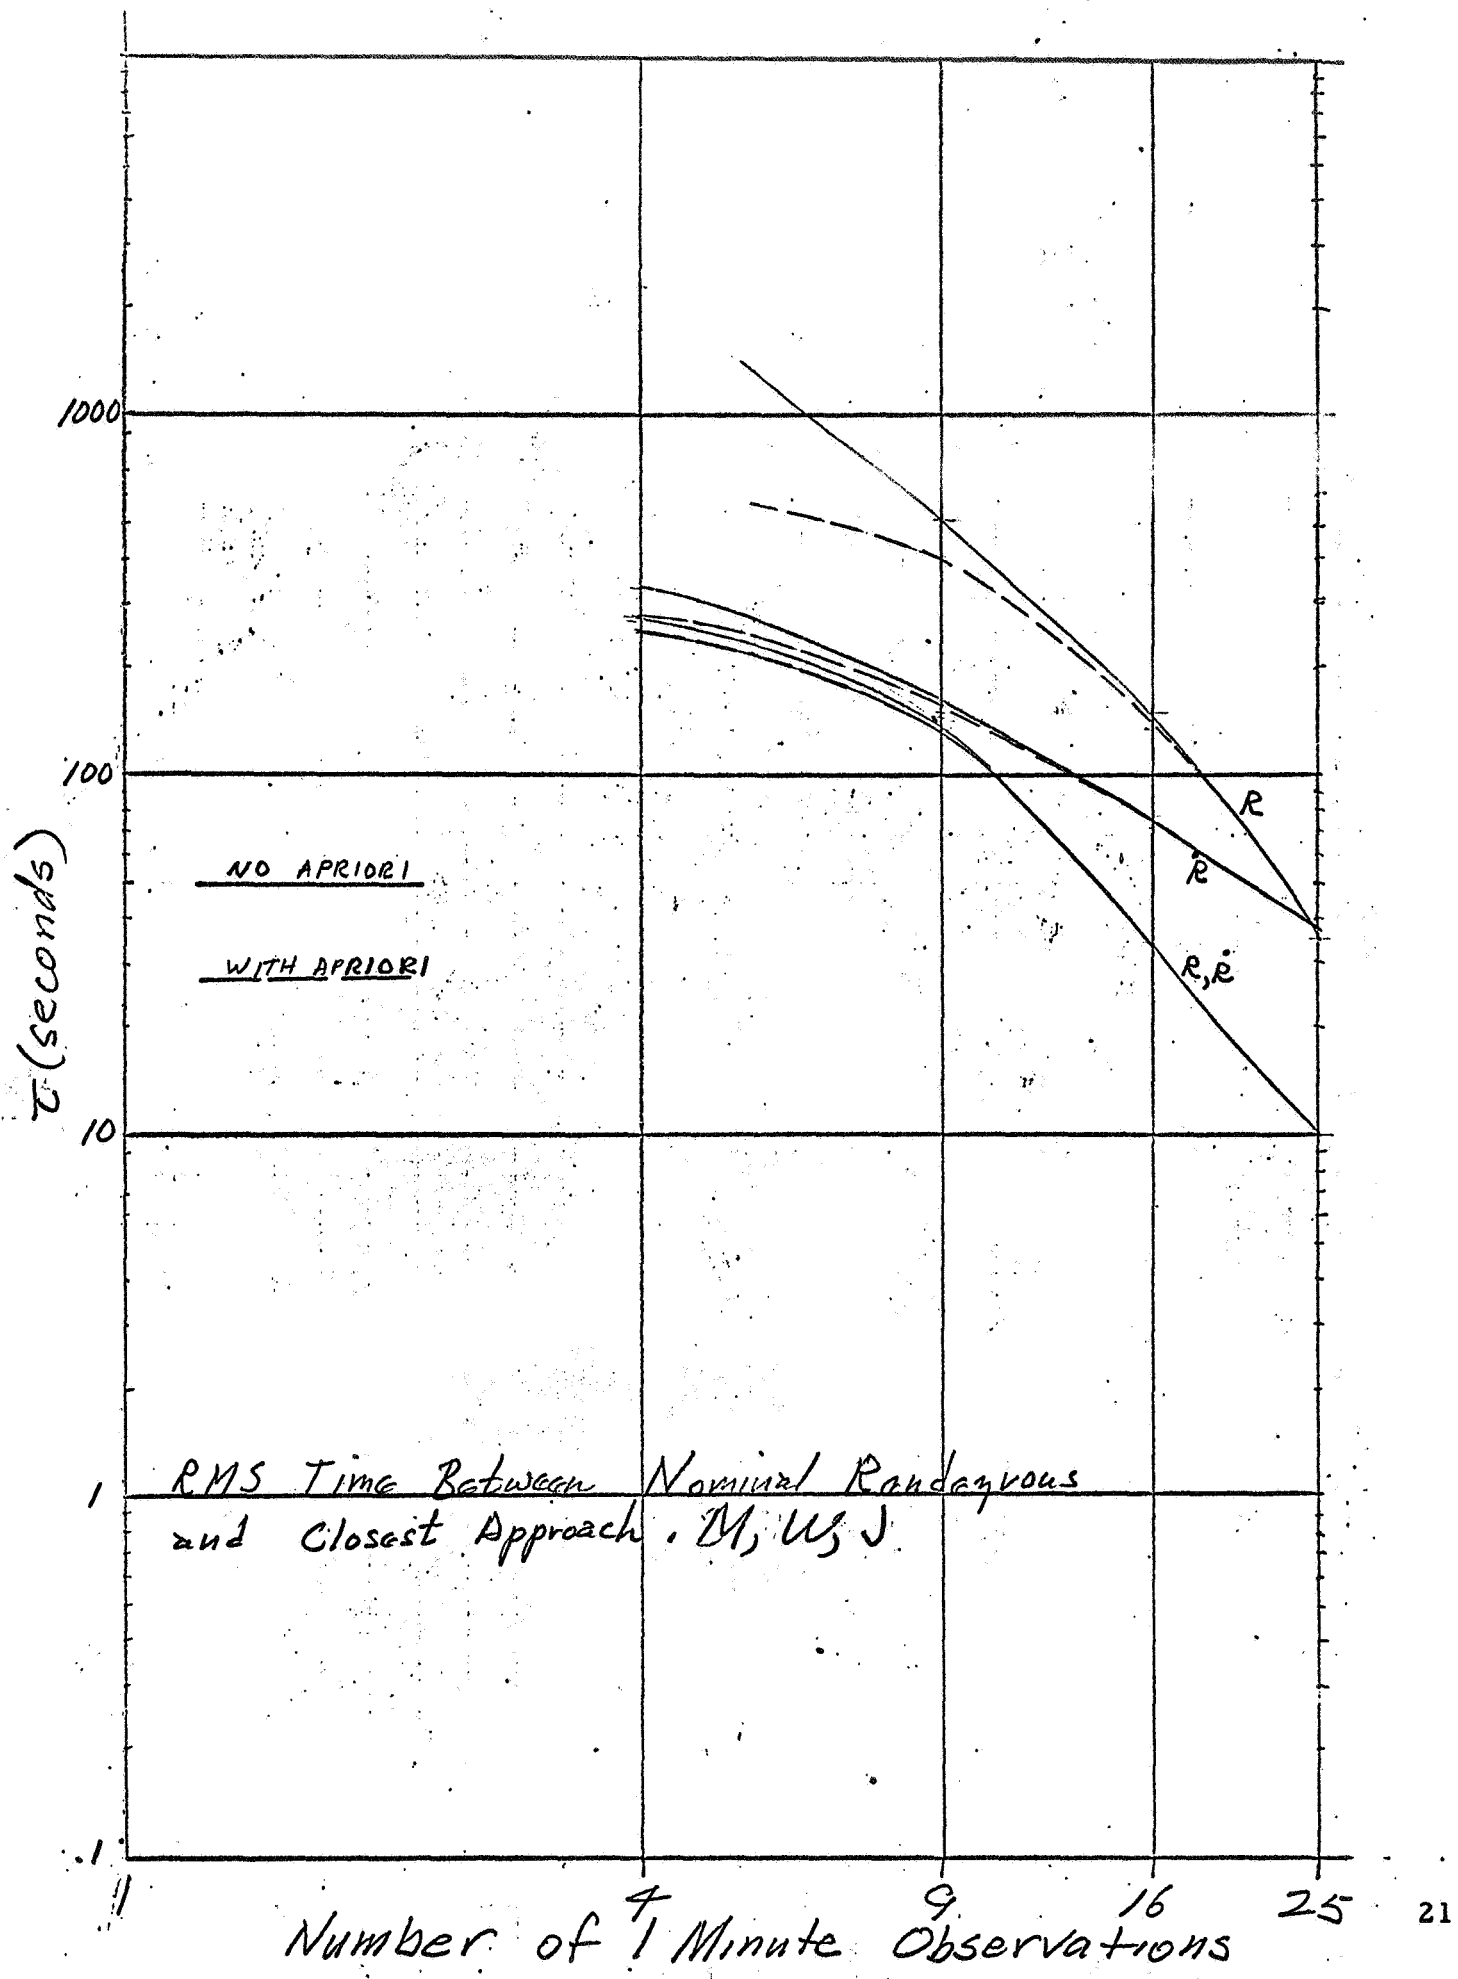 1000
100
10
1
.1
τ (seconds)
NO APRIORI
WITH APRIORI
R
Ṙ
R, Ṙ
RMS Time Between Nominal Rendezvous
and Closest Approach. M, W, J
1 4 9 16 25
Number of 1 Minute Observations
21